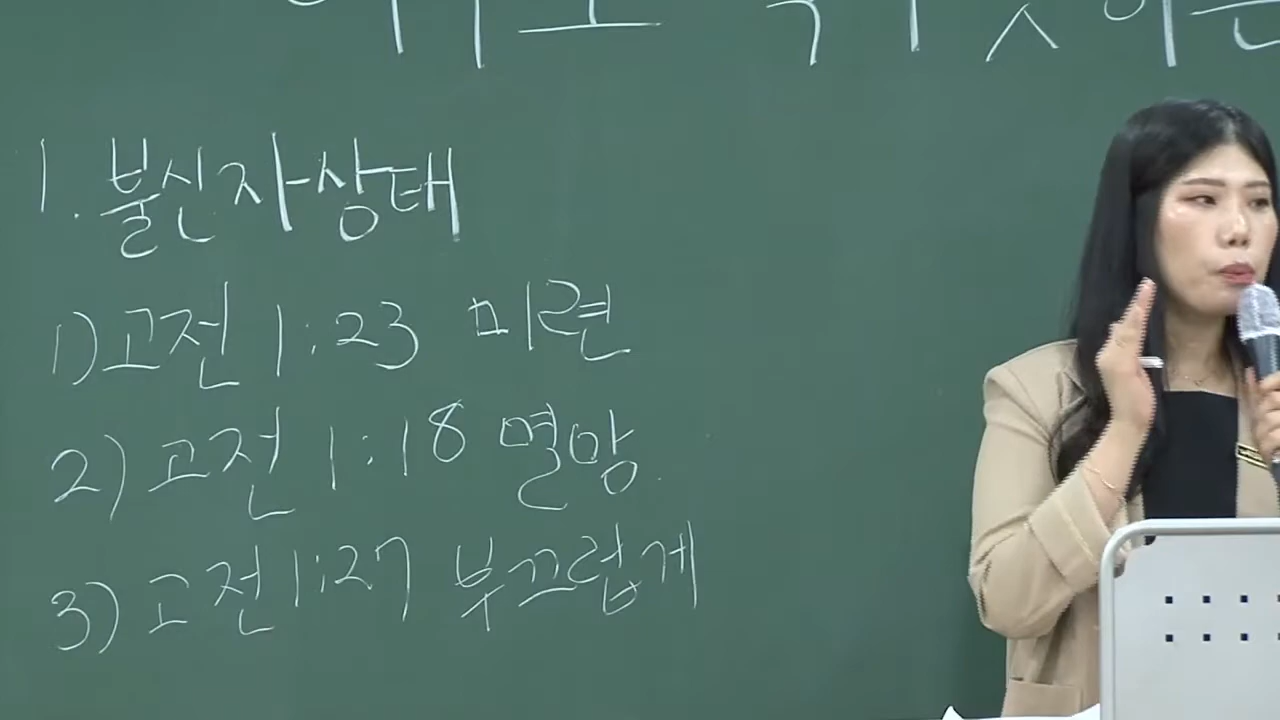 1. 불신자상태
1) 고전 1:23 미련
2) 고전 1:18 멸망.
3) 고전 1:27 부끄럽게